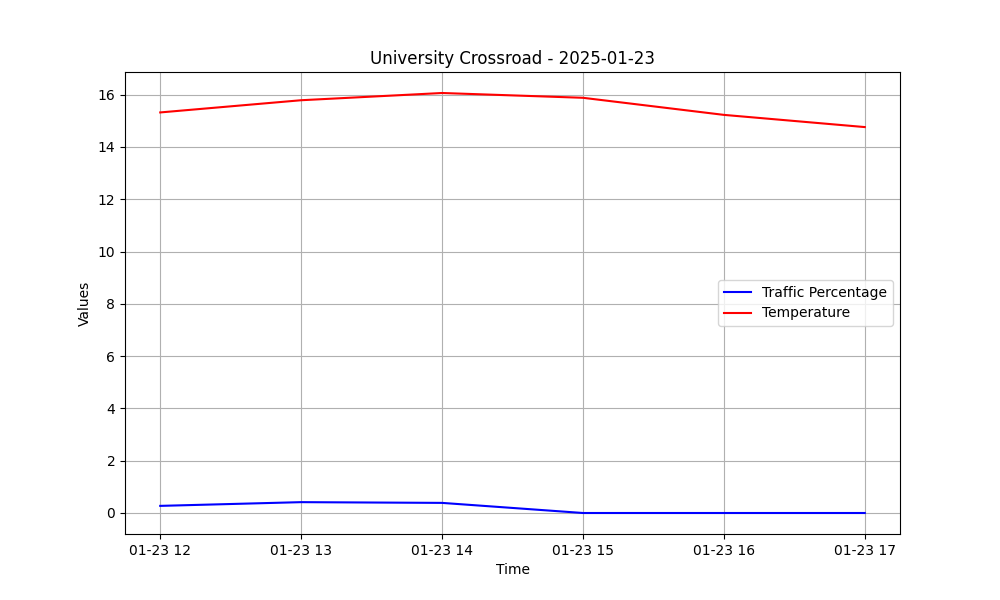 University Crossroad - 2025-01-23
16
14
12
10
8
6
4
2
0
Values
Traffic Percentage
Temperature
01-23 12 01-23 13 01-23 14 01-23 15 01-23 16 01-23 17
Time